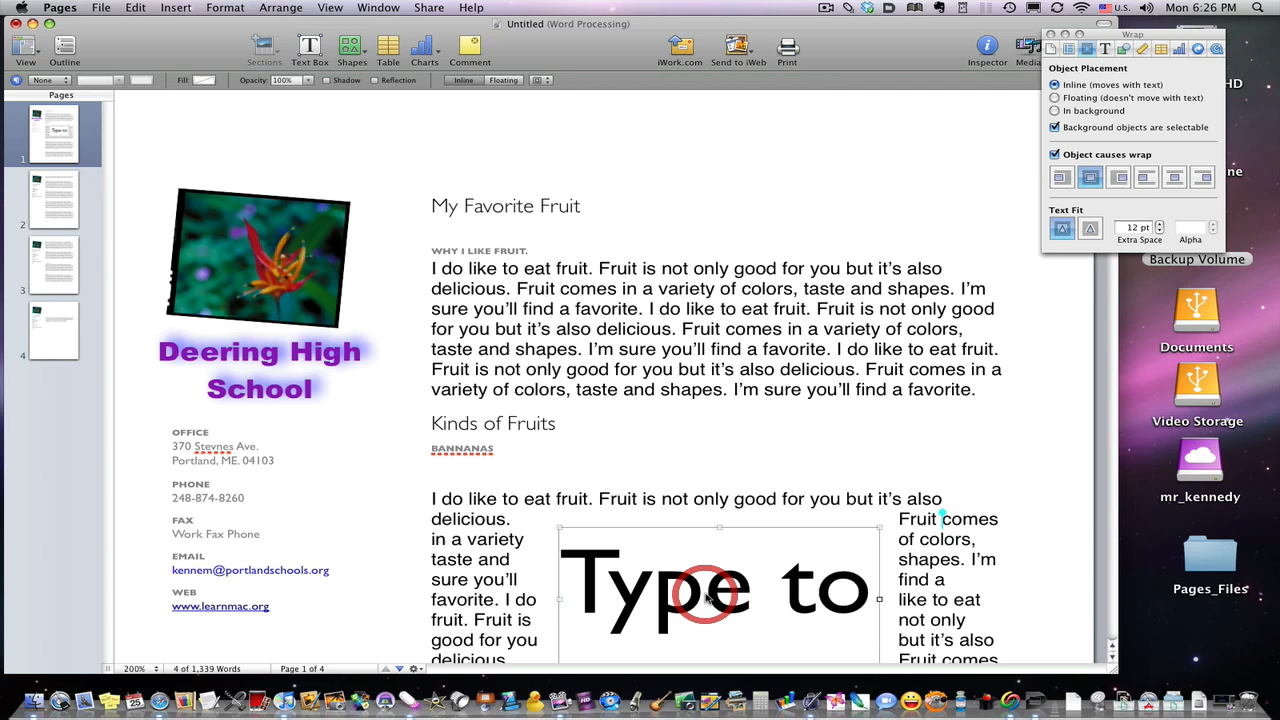 Pages File Edit Insert Format Arrange View Window Share Help
U.S. Mon 6:26 PM
Untitled (Word Processing)
View Outline Sections Text Box Shapes Table Charts Comment iWork.com Send to iWeb Print Inspector Media
None Fill: Opacity: 100% Shadow Reflection Inline Floating
Pages
1
2
3
4
Deering High
School
OFFICE
370 Stevnes Ave.
Portland, ME. 04103
PHONE
248-874-8260
FAX
Work Fax Phone
EMAIL
kennem@portlandschools.org
WEB
www.learnmac.org
My Favorite Fruit
WHY I LIKE FRUIT.
I do like to eat fruit. Fruit is not only good for you but it's also
delicious. Fruit comes in a variety of colors, taste and shapes. I'm
sure you'll find a favorite. I do like to eat fruit. Fruit is not only good
for you but it's also delicious. Fruit comes in a variety of colors,
taste and shapes. I'm sure you'll find a favorite. I do like to eat fruit.
Fruit is not only good for you but it's also delicious. Fruit comes in a
variety of colors, taste and shapes. I'm sure you'll find a favorite.
Kinds of Fruits
BANNANAS
I do like to eat fruit. Fruit is not only good for you but it's also
delicious. Fruit comes
in a variety of colors,
taste and shapes. I'm
sure you'll find a
favorite. I do like to eat
fruit. Fruit is not only
good for you but it's also
delicious. Fruit comes
Type to
200% 4 of 1,339 Words Page 1 of 4
Wrap
Object Placement
Inline (moves with text)
Floating (doesn't move with text)
In background
Background objects are selectable
Object causes wrap
Text Fit
12 pt
Extra Space Alpha
HD
ne
Backup Volume
Documents
Video Storage
mr_kennedy
Pages_Files